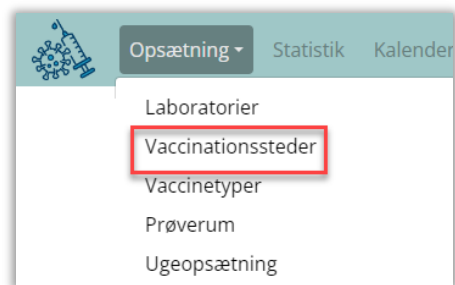 Opsætning Statistik Kalender
Laboratorier
Vaccinationssteder
Vaccinetyper
Prøverum
Ugeopsætning